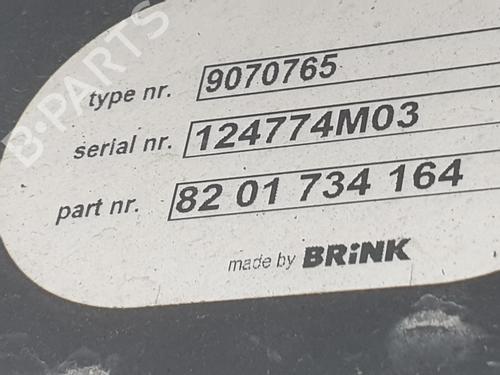 B-PARTS
type nr. 9070765
serial nr. 124774M03
part nr. 82 01 734 164
made by BRiNK